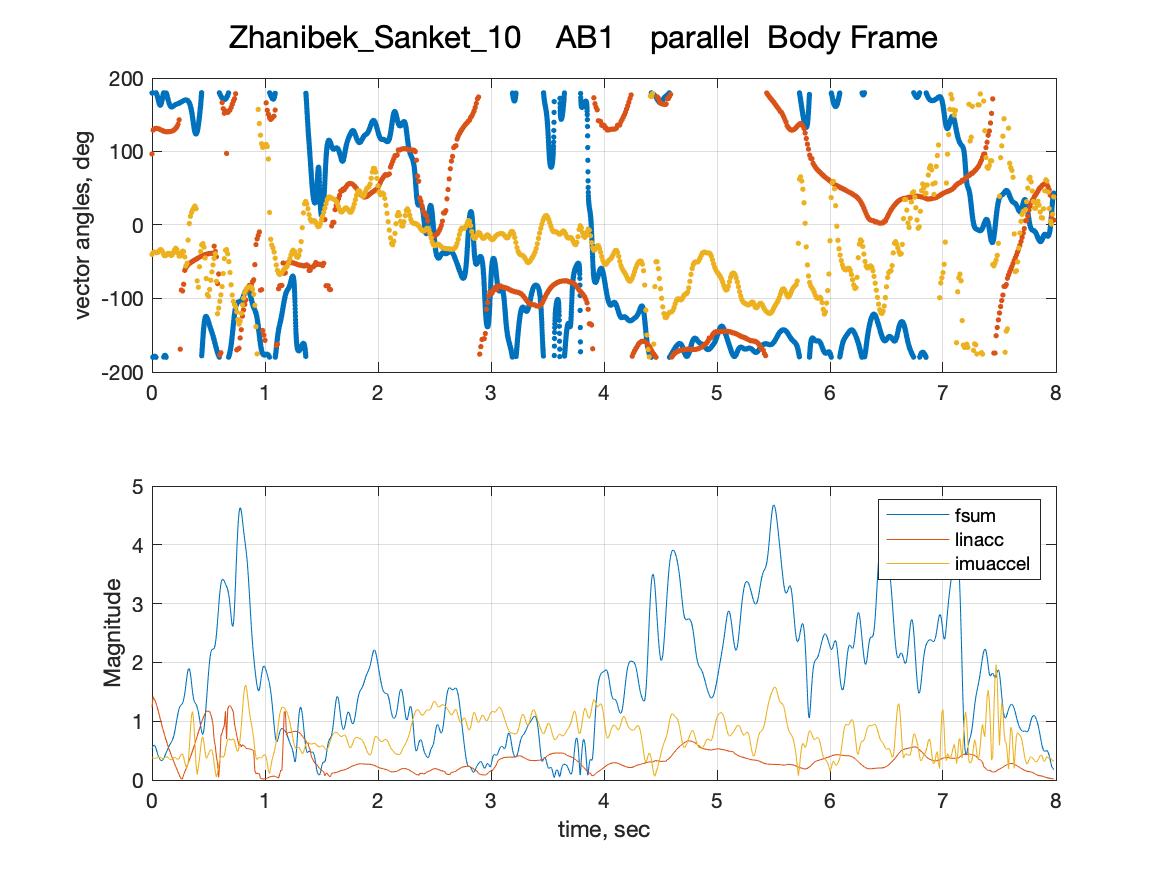 Zhanibek_Sanket_10 AB1 parallel Body Frame
200
100
0
-100
-200
vector angles, deg
0 1 2 3 4 5 6 7 8
5
4
3
2
1
0
Magnitude
fsum
linacc
imuaccel
0 1 2 3 4 5 6 7 8
time, sec